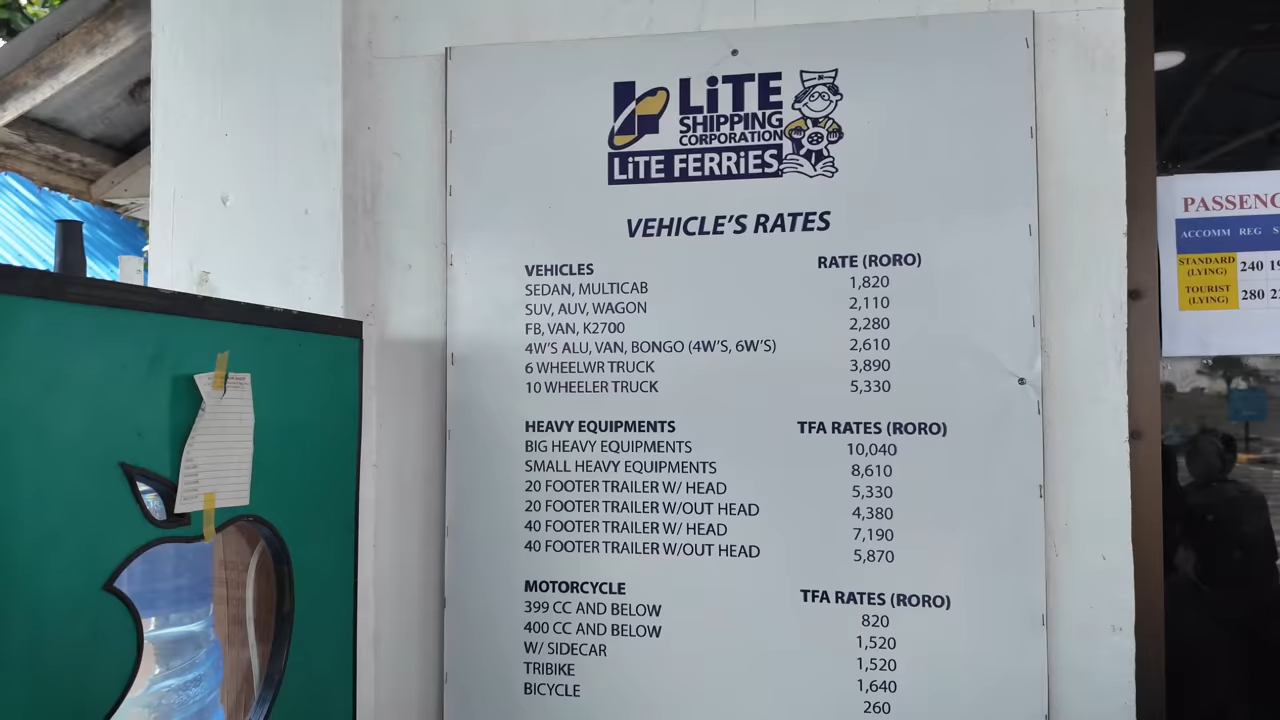 LiTE
SHIPPING
CORPORATION
LiTE FERRiES
VEHICLE'S RATES
VEHICLES RATE (RORO)
SEDAN, MULTICAB 1,820
SUV, AUV, WAGON 2,110
FB, VAN, K2700 2,280
4W'S ALU, VAN, BONGO (4W'S, 6W'S) 2,610
6 WHEELWR TRUCK 3,890
10 WHEELER TRUCK 5,330
HEAVY EQUIPMENTS TFA RATES (RORO)
BIG HEAVY EQUIPMENTS 10,040
SMALL HEAVY EQUIPMENTS 8,610
20 FOOTER TRAILER W/ HEAD 5,330
20 FOOTER TRAILER W/OUT HEAD 4,380
40 FOOTER TRAILER W/ HEAD 7,190
40 FOOTER TRAILER W/OUT HEAD 5,870
MOTORCYCLE TFA RATES (RORO)
399 CC AND BELOW 820
400 CC AND BELOW 1,520
W/ SIDECAR 1,520
TRIBIKE 1,640
BICYCLE 260
PASSENG
ACCOMM REG S
STANDARD (LYING) 240 19
TOURIST (LYING) 280